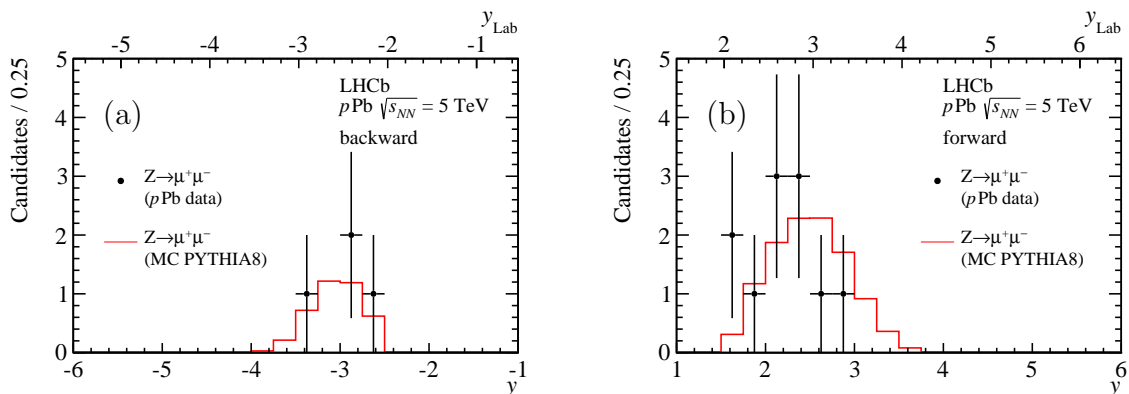 y_Lab
-5 -4 -3 -2 -1
5
4
3
2
1
0
Candidates / 0.25
(a)
LHCb
pPb √s_NN = 5 TeV
backward
Z→μ⁺μ⁻
(pPb data)
Z→μ⁺μ⁻
(MC PYTHIA8)
-6 -5 -4 -3 -2 -1
y
y_Lab
2 3 4 5 6
5
4
3
2
1
0
Candidates / 0.25
(b)
LHCb
pPb √s_NN = 5 TeV
forward
Z→μ⁺μ⁻
(pPb data)
Z→μ⁺μ⁻
(MC PYTHIA8)
1 2 3 4 5 6
y